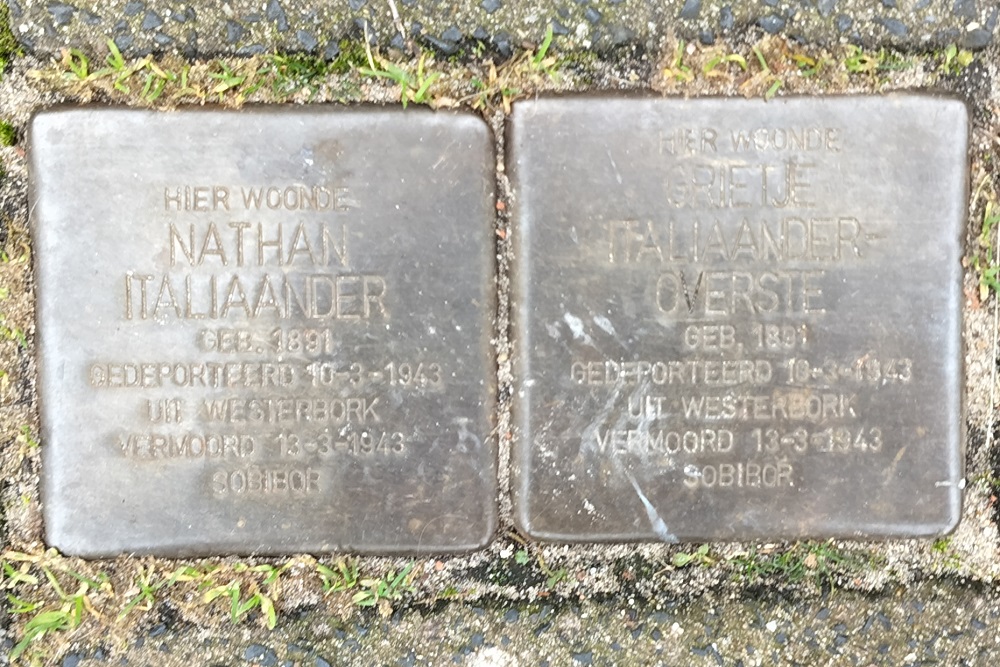 HIER WOONDE
NATHAN
ITALIAANDER
GEB. 1891
GEDEPORTEERD 10-3-1943
UIT WESTERBORK
VERMOORD 13-3-1943
SOBIBOR
HIER WOONDE
GRIETJE
ITALIAANDER-
OVERSTE
GEB. 1891
GEDEPORTEERD 10-3-1943
UIT WESTERBORK
VERMOORD 13-3-1943
SOBIBOR